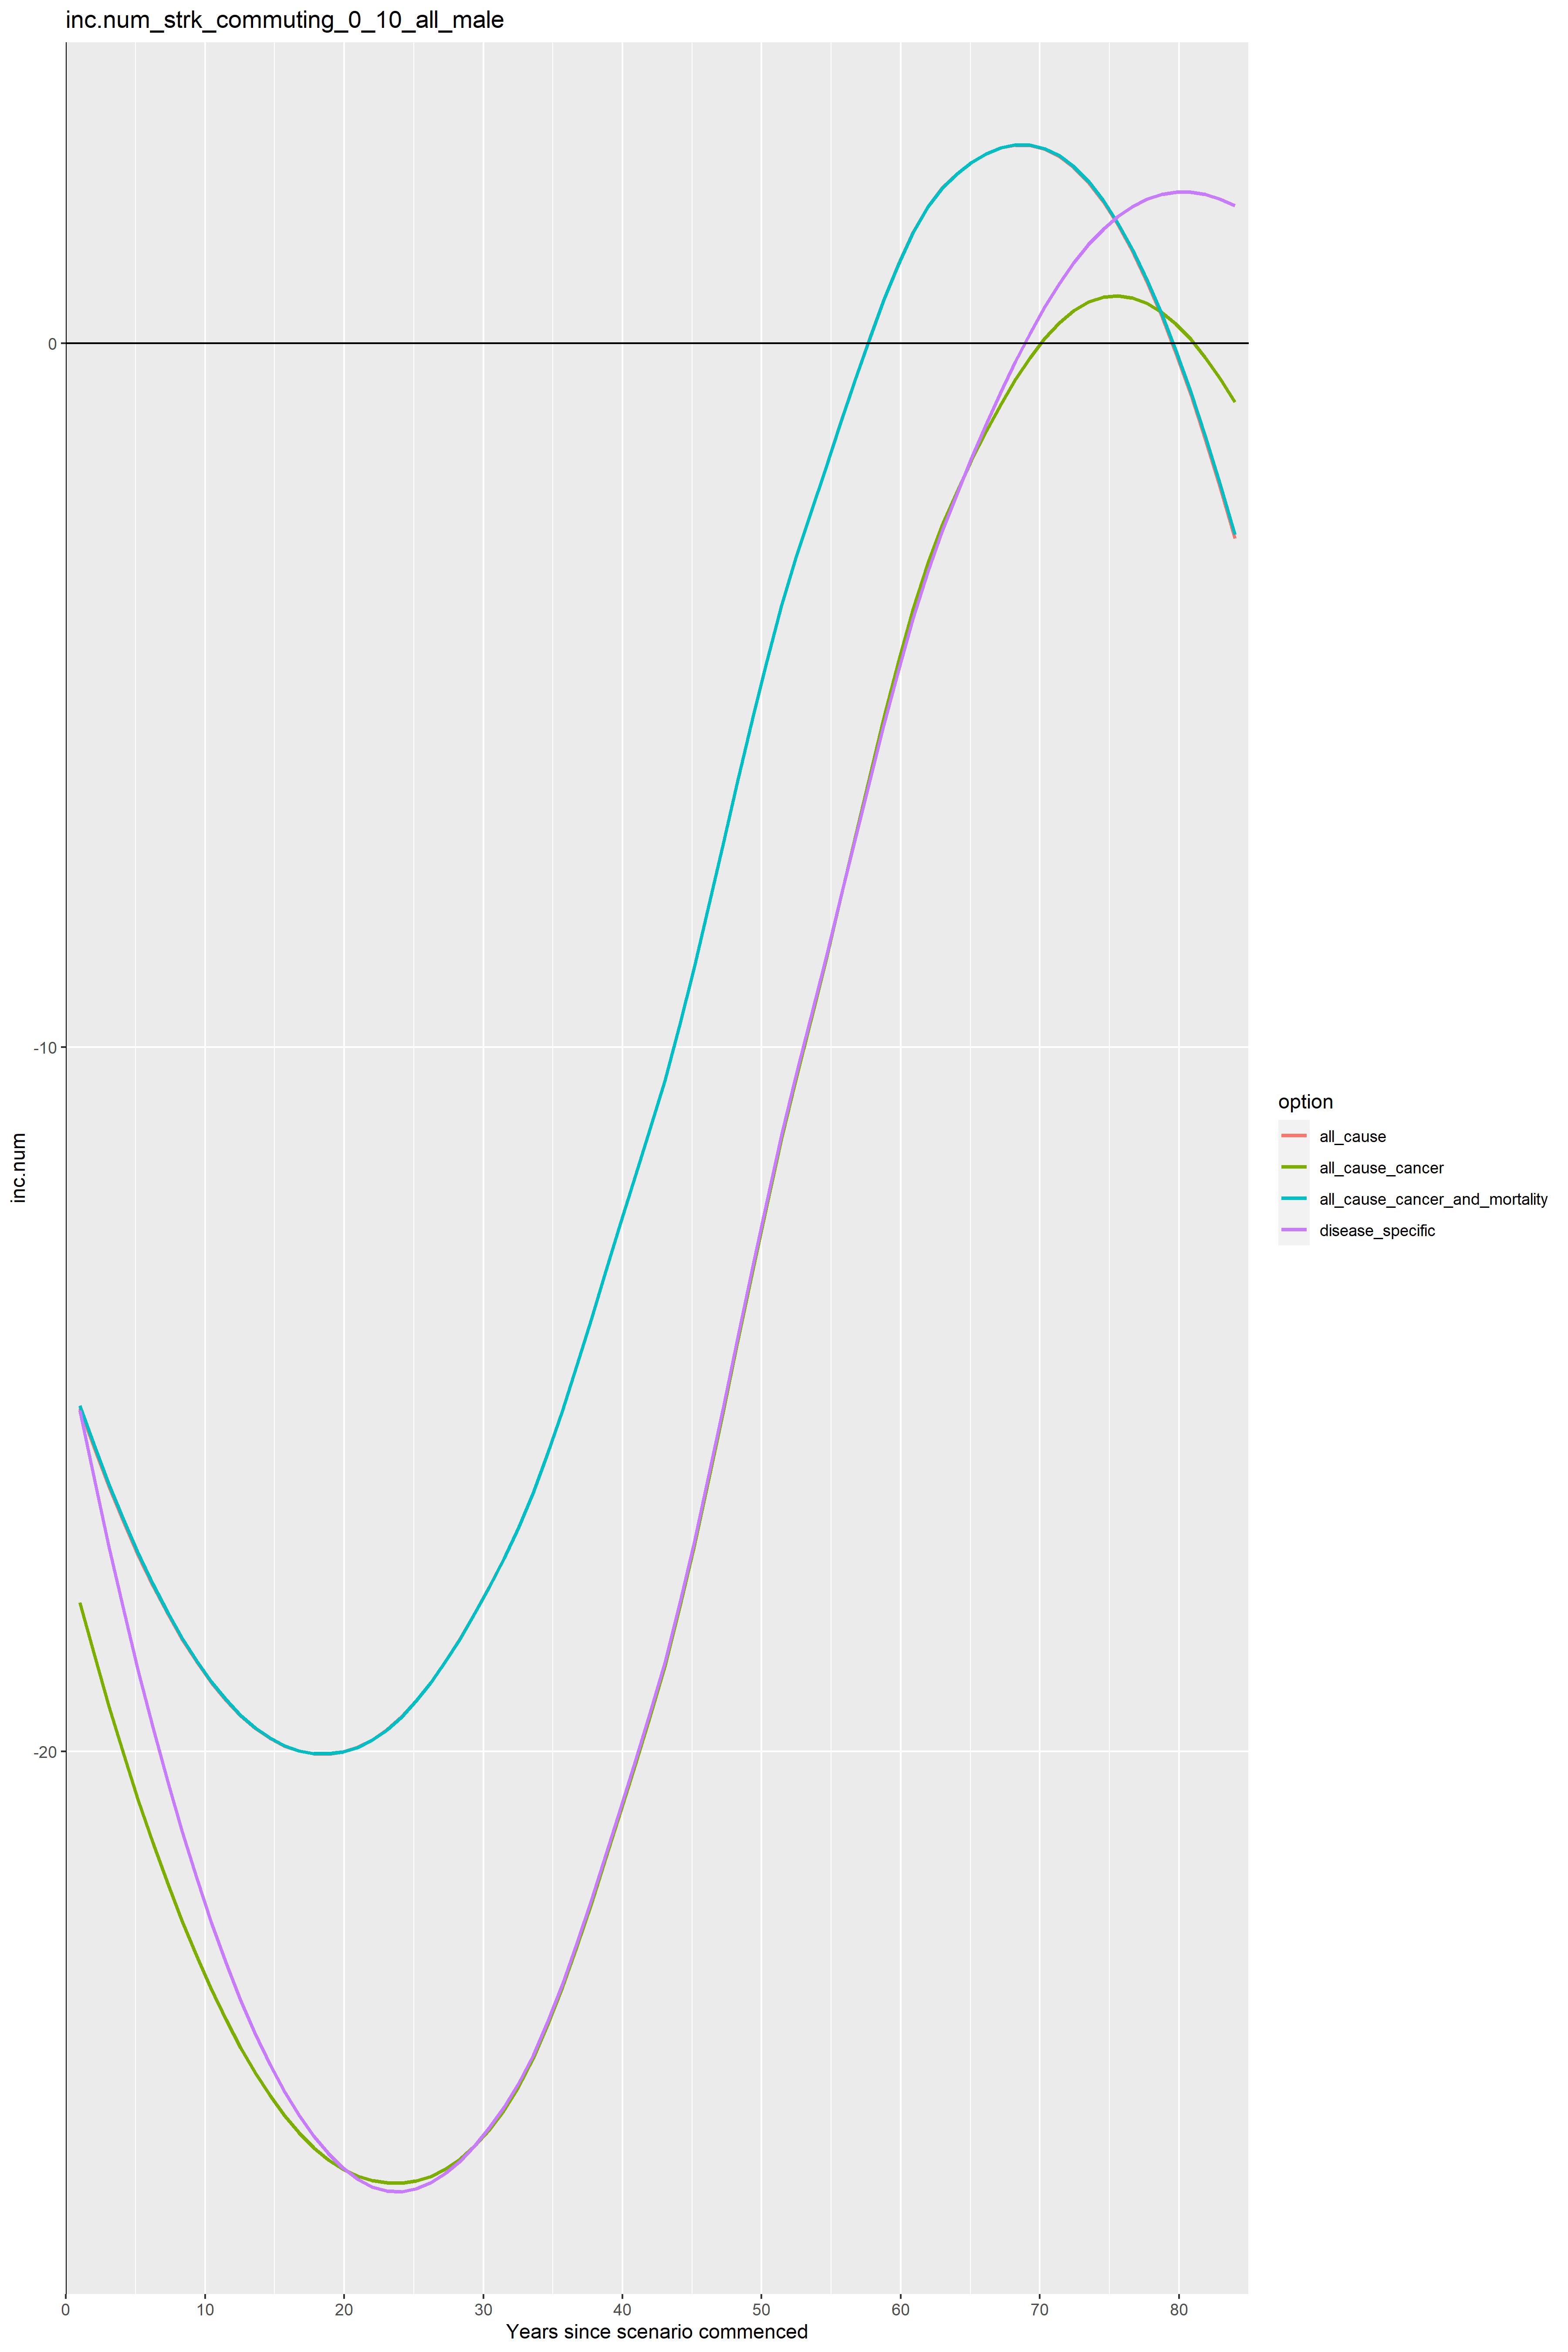 inc.num_strk_commuting_0_10_all_male
inc.num
0
-10
-20
0 10 20 30 40 50 60 70 80
Years since scenario commenced
option
all_cause
all_cause_cancer
all_cause_cancer_and_mortality
disease_specific